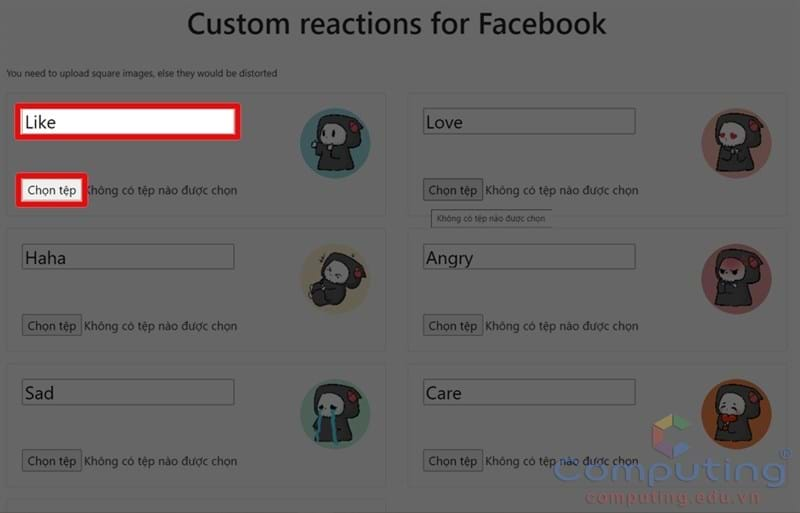 Custom reactions for Facebook
You need to upload square images, else they would be distorted
Like
Chọn tệp Không có tệp nào được chọn
Love
Chọn tệp Không có tệp nào được chọn
Không có tệp nào được chọn
Haha
Chọn tệp Không có tệp nào được chọn
Angry
Chọn tệp Không có tệp nào được chọn
Sad
Chọn tệp Không có tệp nào được chọn
Care
Chọn tệp Không có tệp nào được chọn
Computing®
computing.edu.vn